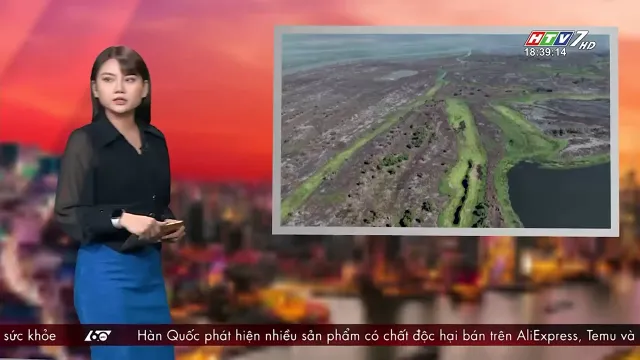 HTV7 HD
18:39:14
sức khỏe 60 Hàn Quốc phát hiện nhiều sản phẩm có chất độc hại bán trên AliExpress, Temu và